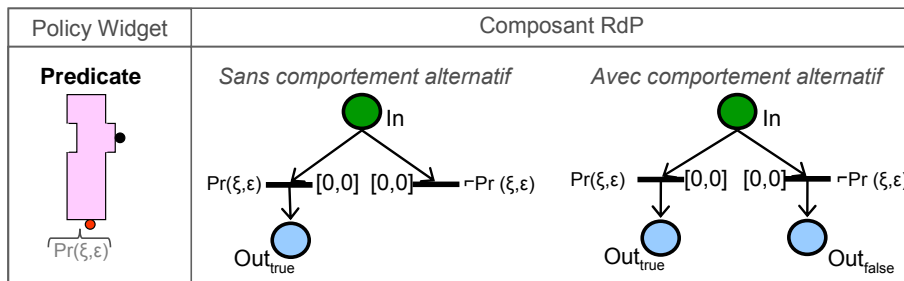 Policy Widget
Composant RdP
Predicate
Pr(ξ,ε)
Sans comportement alternatif
In
Pr(ξ,ε) [0,0] [0,0] ¬Pr (ξ,ε)
Out_true
Avec comportement alternatif
In
Pr(ξ,ε) [0,0] [0,0] ¬Pr (ξ,ε)
Out_true
Out_false